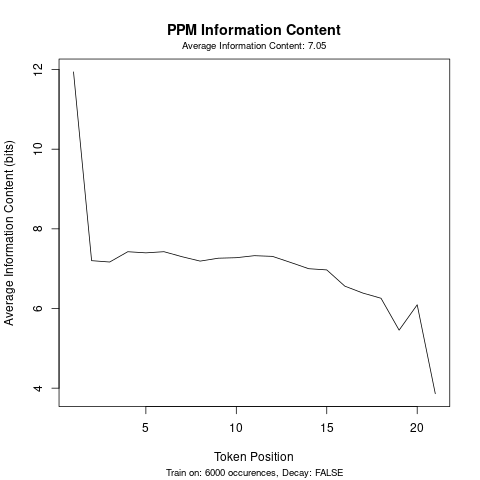 PPM Information Content
Average Information Content: 7.05
Average Information Content (bits)
12
10
8
6
4
5 10 15 20
Token Position
Train on: 6000 occurences, Decay: FALSE